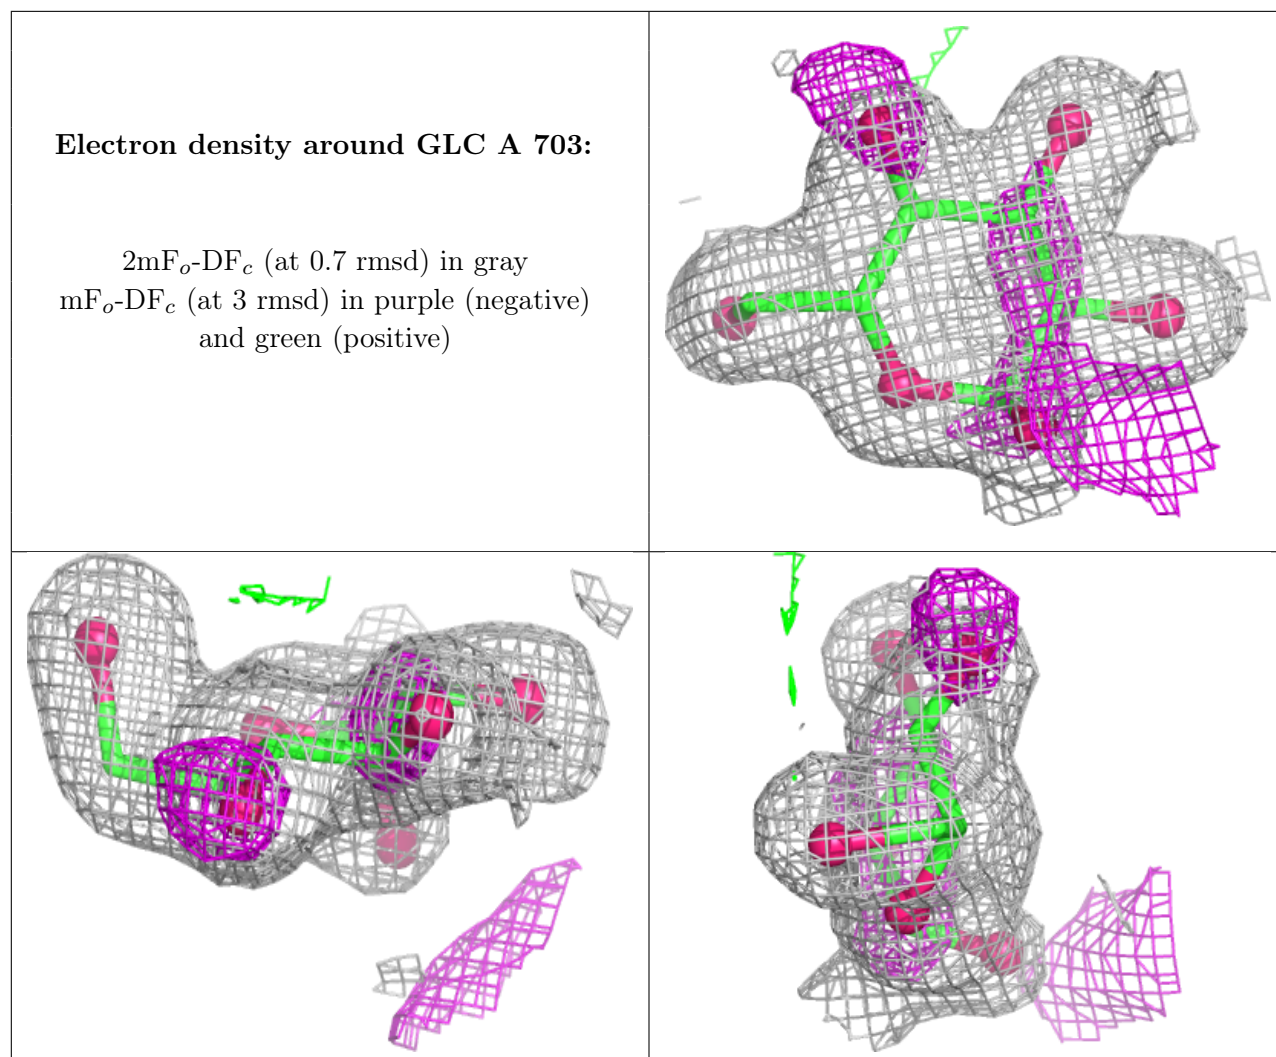 Electron density around GLC A 703:
2mFₒ-DF𝒸 (at 0.7 rmsd) in gray
mFₒ-DF𝒸 (at 3 rmsd) in purple (negative)
and green (positive)